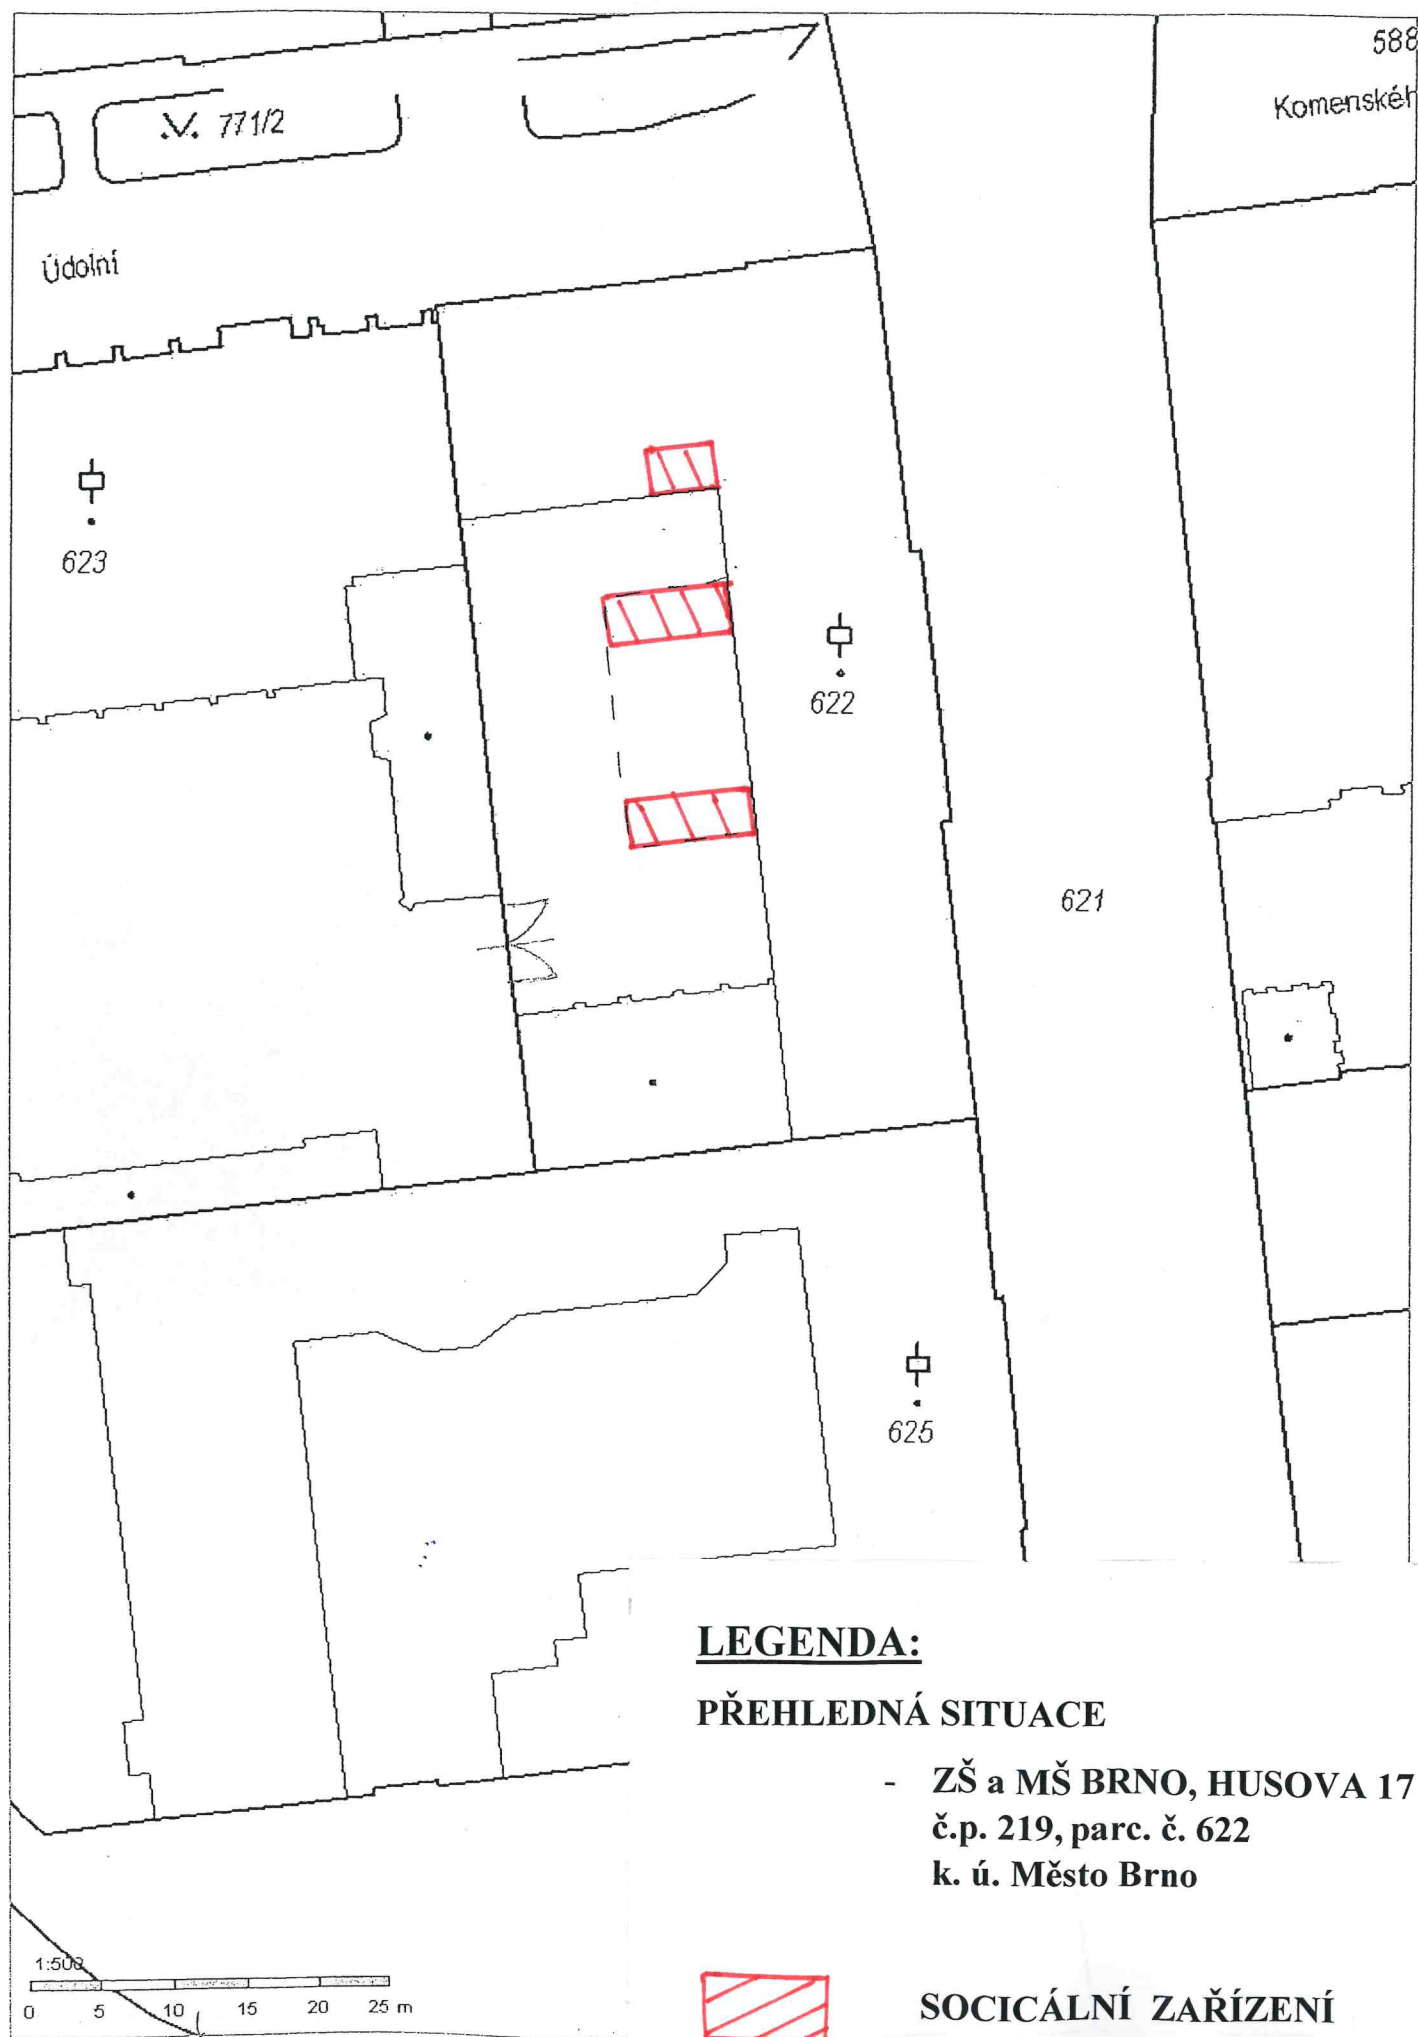 588
771/2
Údolní
623
622
621
625
LEGENDA:
PŘEHLEDNÁ SITUACE
- ZŠ a MŠ BRNO, HUSOVA 17
č.p. 219, parc. č. 622
k. ú. Město Brno
1:500
0 5 10 15 20 25 m
SOCICÁLNÍ ZAŘÍZENÍ